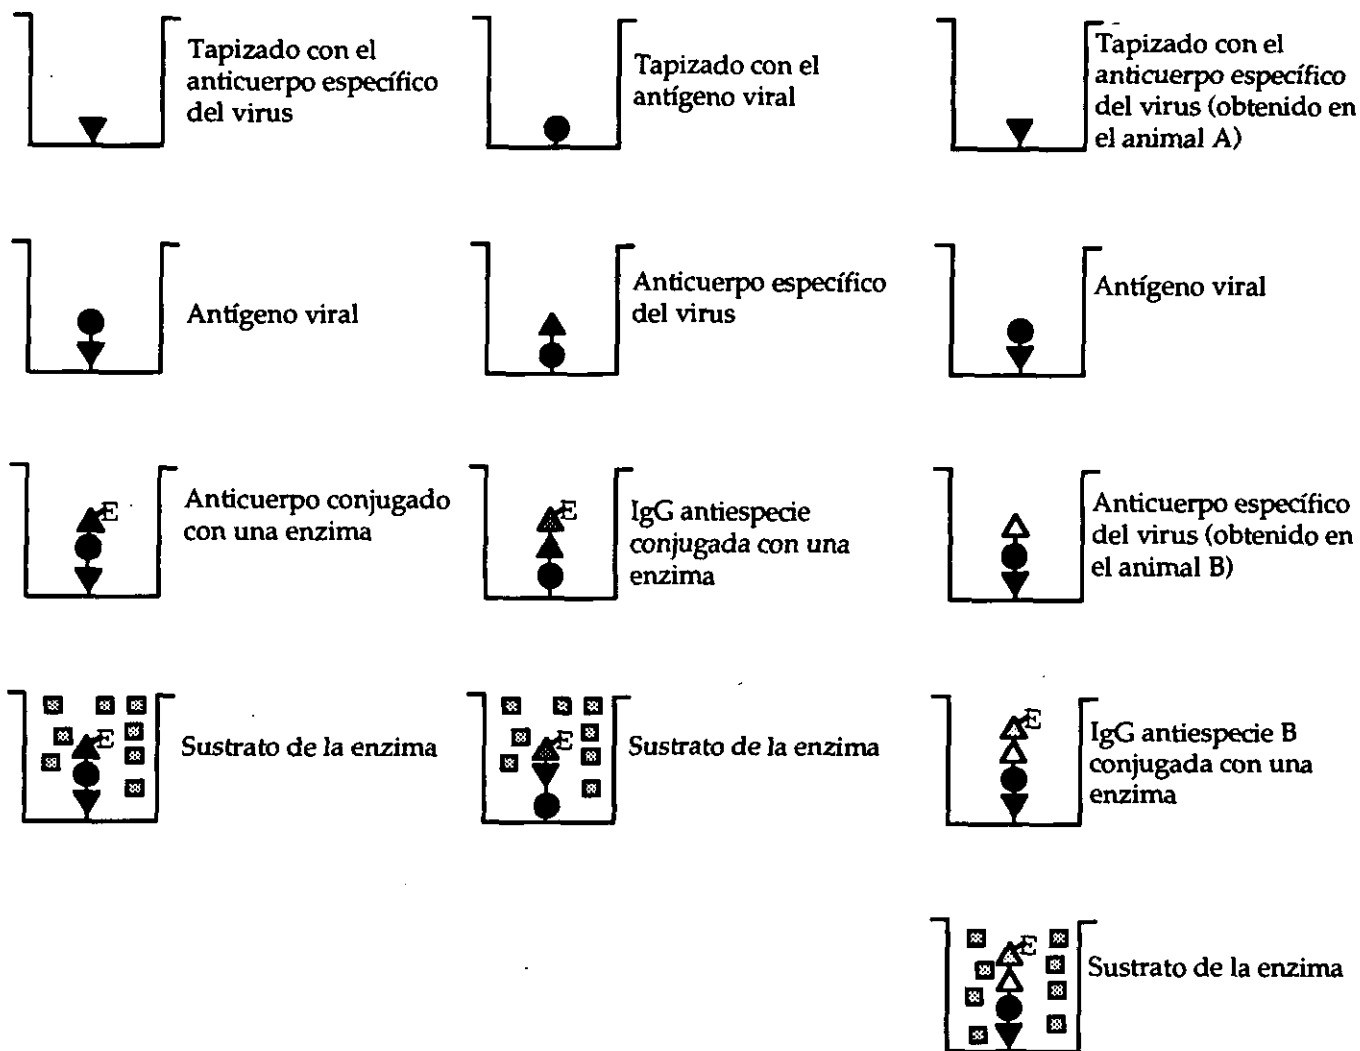 Tapizado con el
anticuerpo específico
del virus
Tapizado con el
antígeno viral
Tapizado con el
anticuerpo específico
del virus (obtenido en
el animal A)
Antígeno viral
Anticuerpo específico
del virus
Antígeno viral
E
Anticuerpo conjugado
con una enzima
E
IgG antiespecie
conjugada con una
enzima
Anticuerpo específico
del virus (obtenido en
el animal B)
E
Sustrato de la enzima
E
Sustrato de la enzima
E
IgG antiespecie B
conjugada con una
enzima
E
Sustrato de la enzima